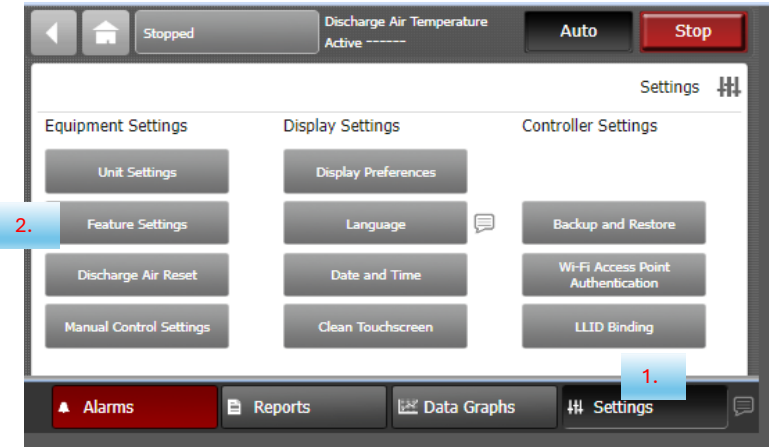 Stopped
Discharge Air Temperature
Active ------
Auto
Stop
Settings
Equipment Settings
Display Settings
Controller Settings
Unit Settings
Display Preferences
2.
Feature Settings
Language
Backup and Restore
Discharge Air Reset
Date and Time
Wi-Fi Access Point
Authentication
Manual Control Settings
Clean Touchscreen
LLID Binding
1.
Alarms
Reports
Data Graphs
Settings